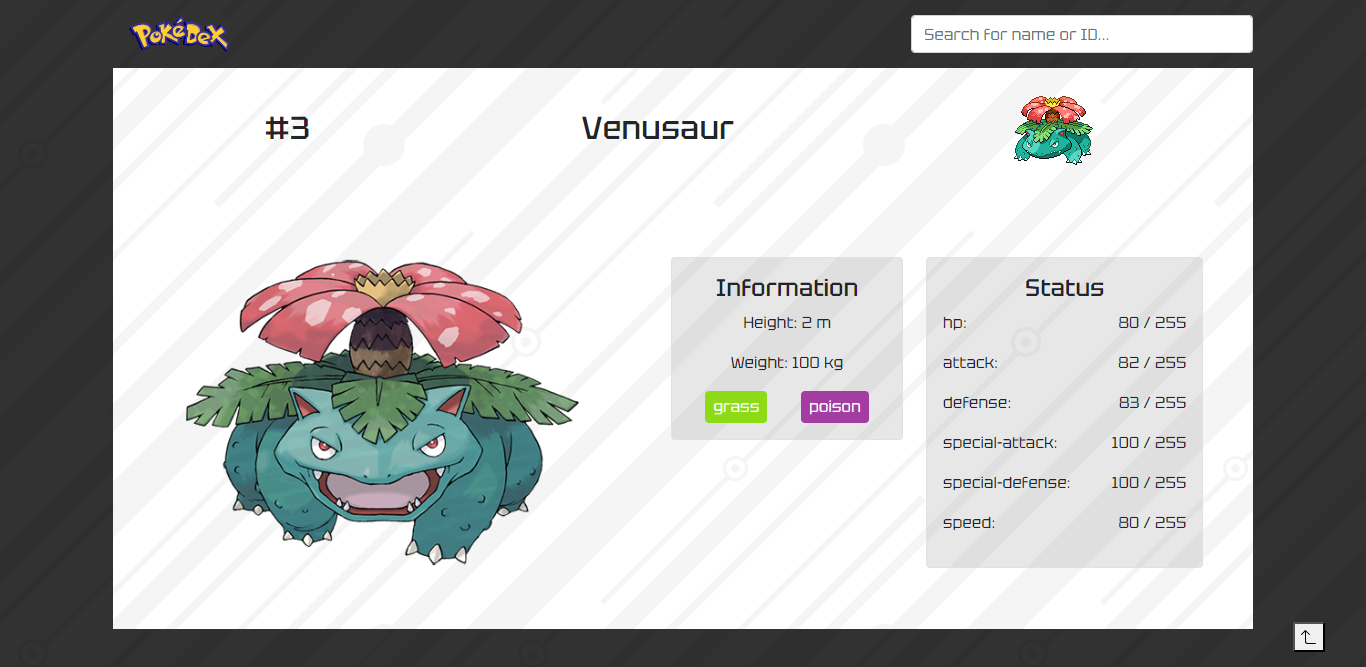 PokéDex
Search for name or ID...
#3
Venusaur
Information
Height: 2 m
Weight: 100 kg
grass
poison
Status
hp: 80 / 255
attack: 82 / 255
defense: 83 / 255
special-attack: 100 / 255
special-defense: 100 / 255
speed: 80 / 255